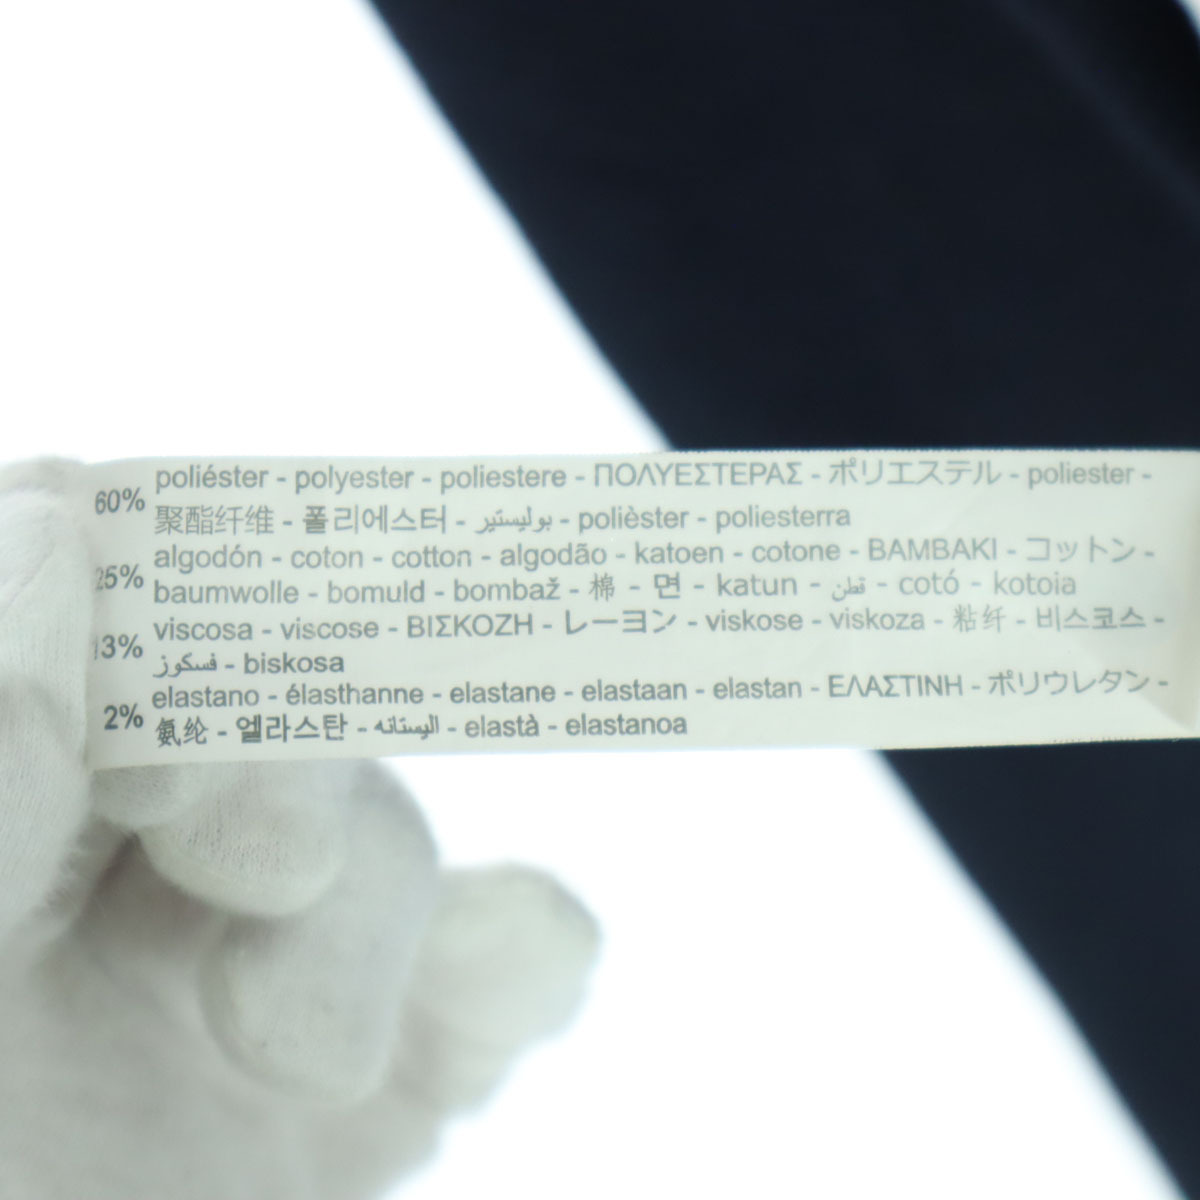 60% poliéster - polyester - poliestere - ΠΟΛΥΕΣΤΕΡΑΣ - ポリエステル - poliester -
聚酯纤维 - 폴리에스터 - بوليستير - polièster - poliesterra
25% algodón - coton - cotton - algodão - katoen - cotone - BAMBAKI - コットン -
baumwolle - bomuld - bombaž - 棉 - 면 - katun - قطن - cotó - kotoia
13% viscosa - viscose - ΒΙΣΚΟΖΗ - レーヨン - viskose - viskoza - 粘纤 - 비스코스 -
فسكوز - biskosa
2% elastano - élasthanne - elastane - elastaan - elastan - ΕΛΑΣΤΙΝΗ - ポリウレタン -
氨纶 - 엘라스탄 - اليستانه - elastà - elastanoa